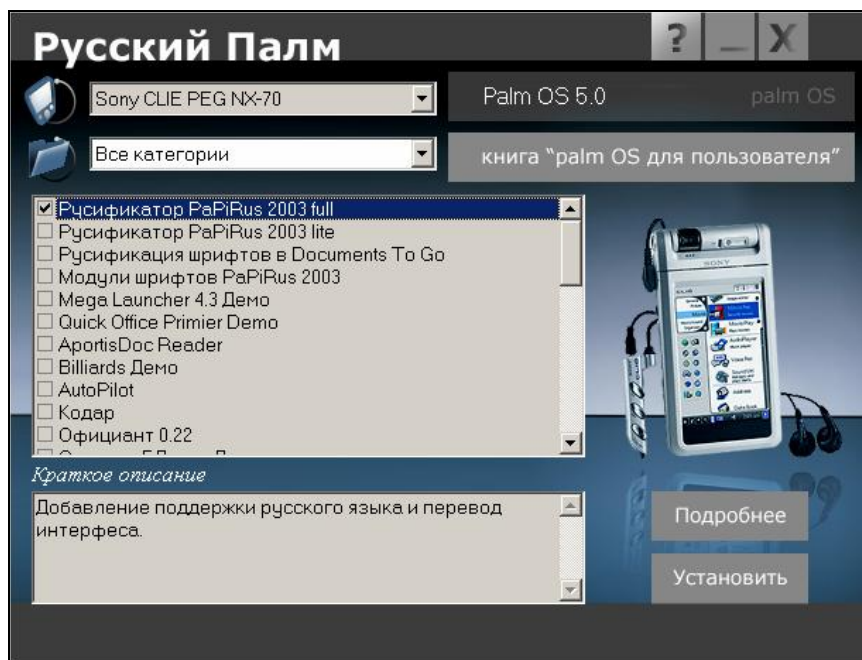 Русский Палм
? _ X
Sony CLIE PEG NX-70
Palm OS 5.0 palm OS
Все категории
книга "palm OS для пользователя"
Русификатор PaPiRus 2003 full
Русификатор PaPiRus 2003 lite
Русификация шрифтов в Documents To Go
Модули шрифтов PaPiRus 2003
Mega Launcher 4.3 Демо
Quick Office Primier Demo
AportisDoc Reader
Billiards Демо
AutoPilot
Кодар
Официант 0.22
SONY
Краткое описание
Добавление поддержки русского языка и перевод
интерфеса.
Подробнее
Установить